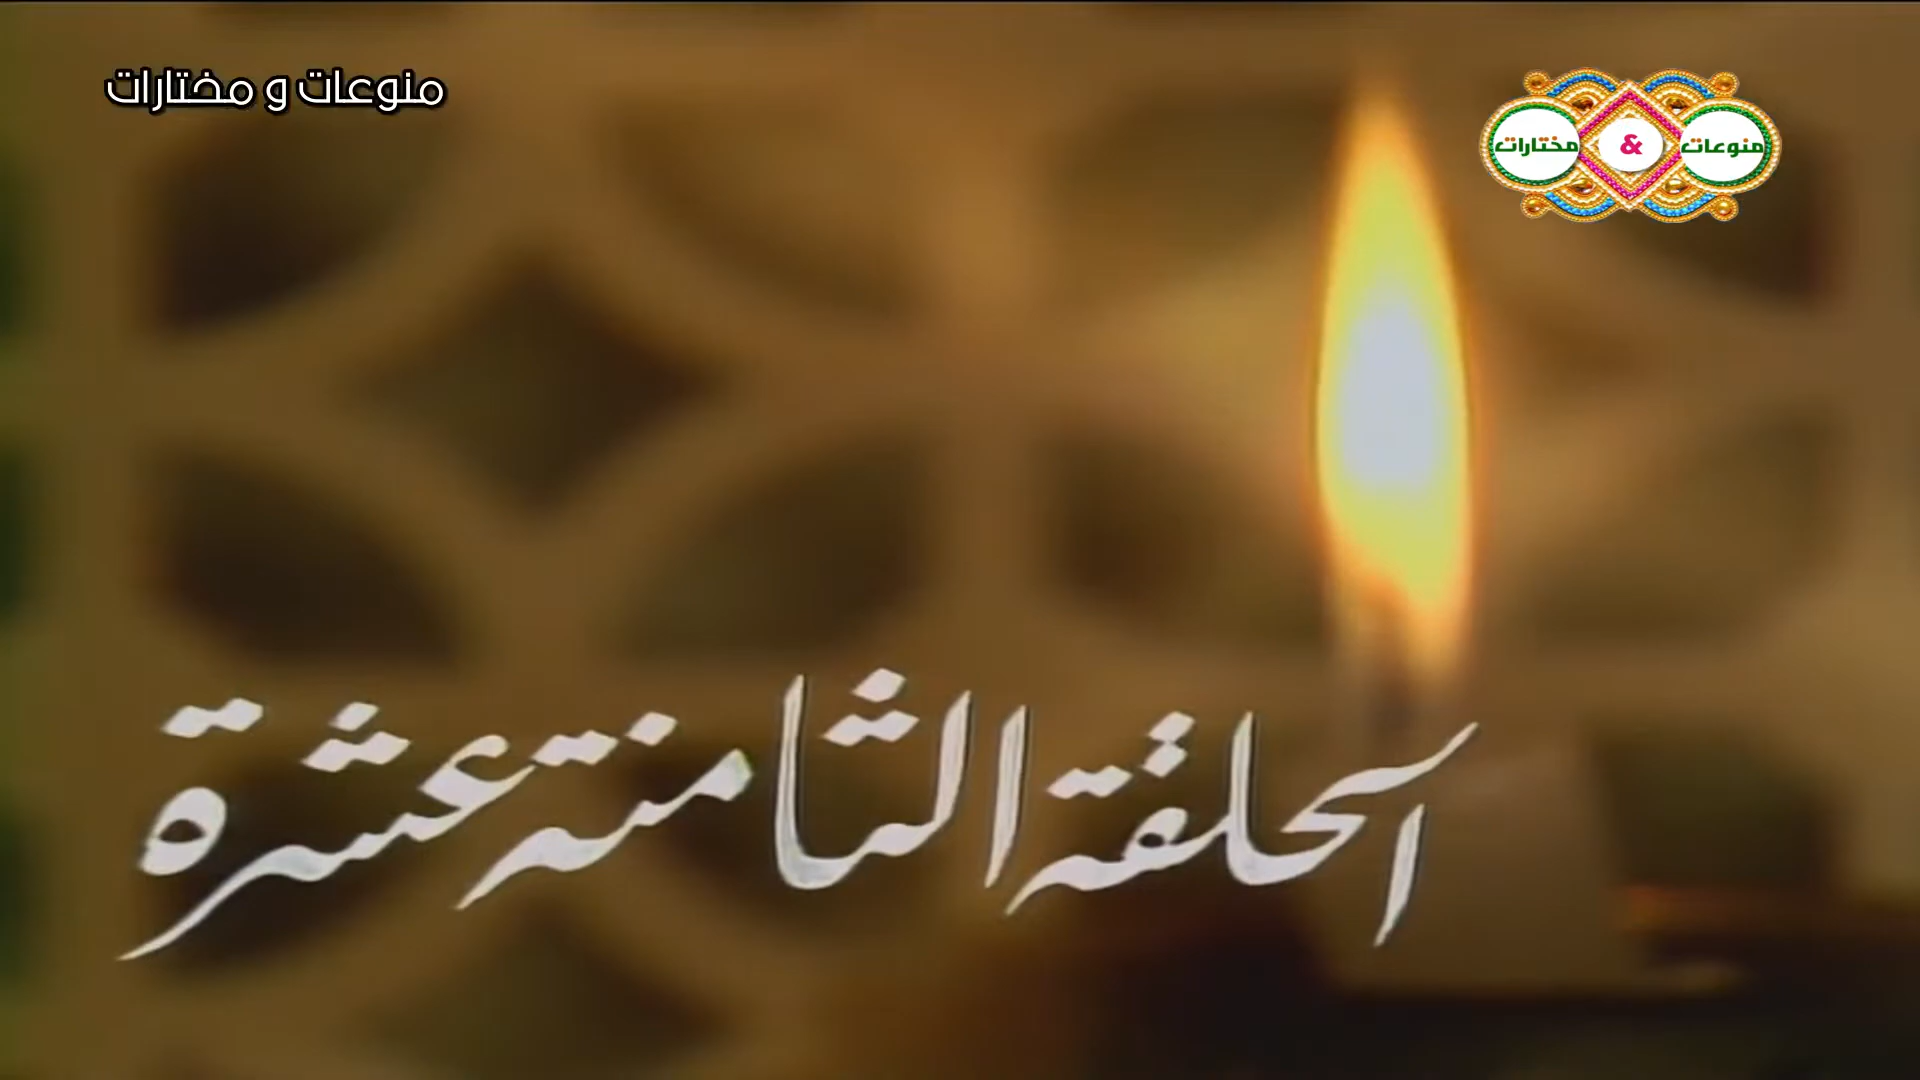 منوعات و مختارات
منوعات & مختارات
الحلقة الثامنة عشرة